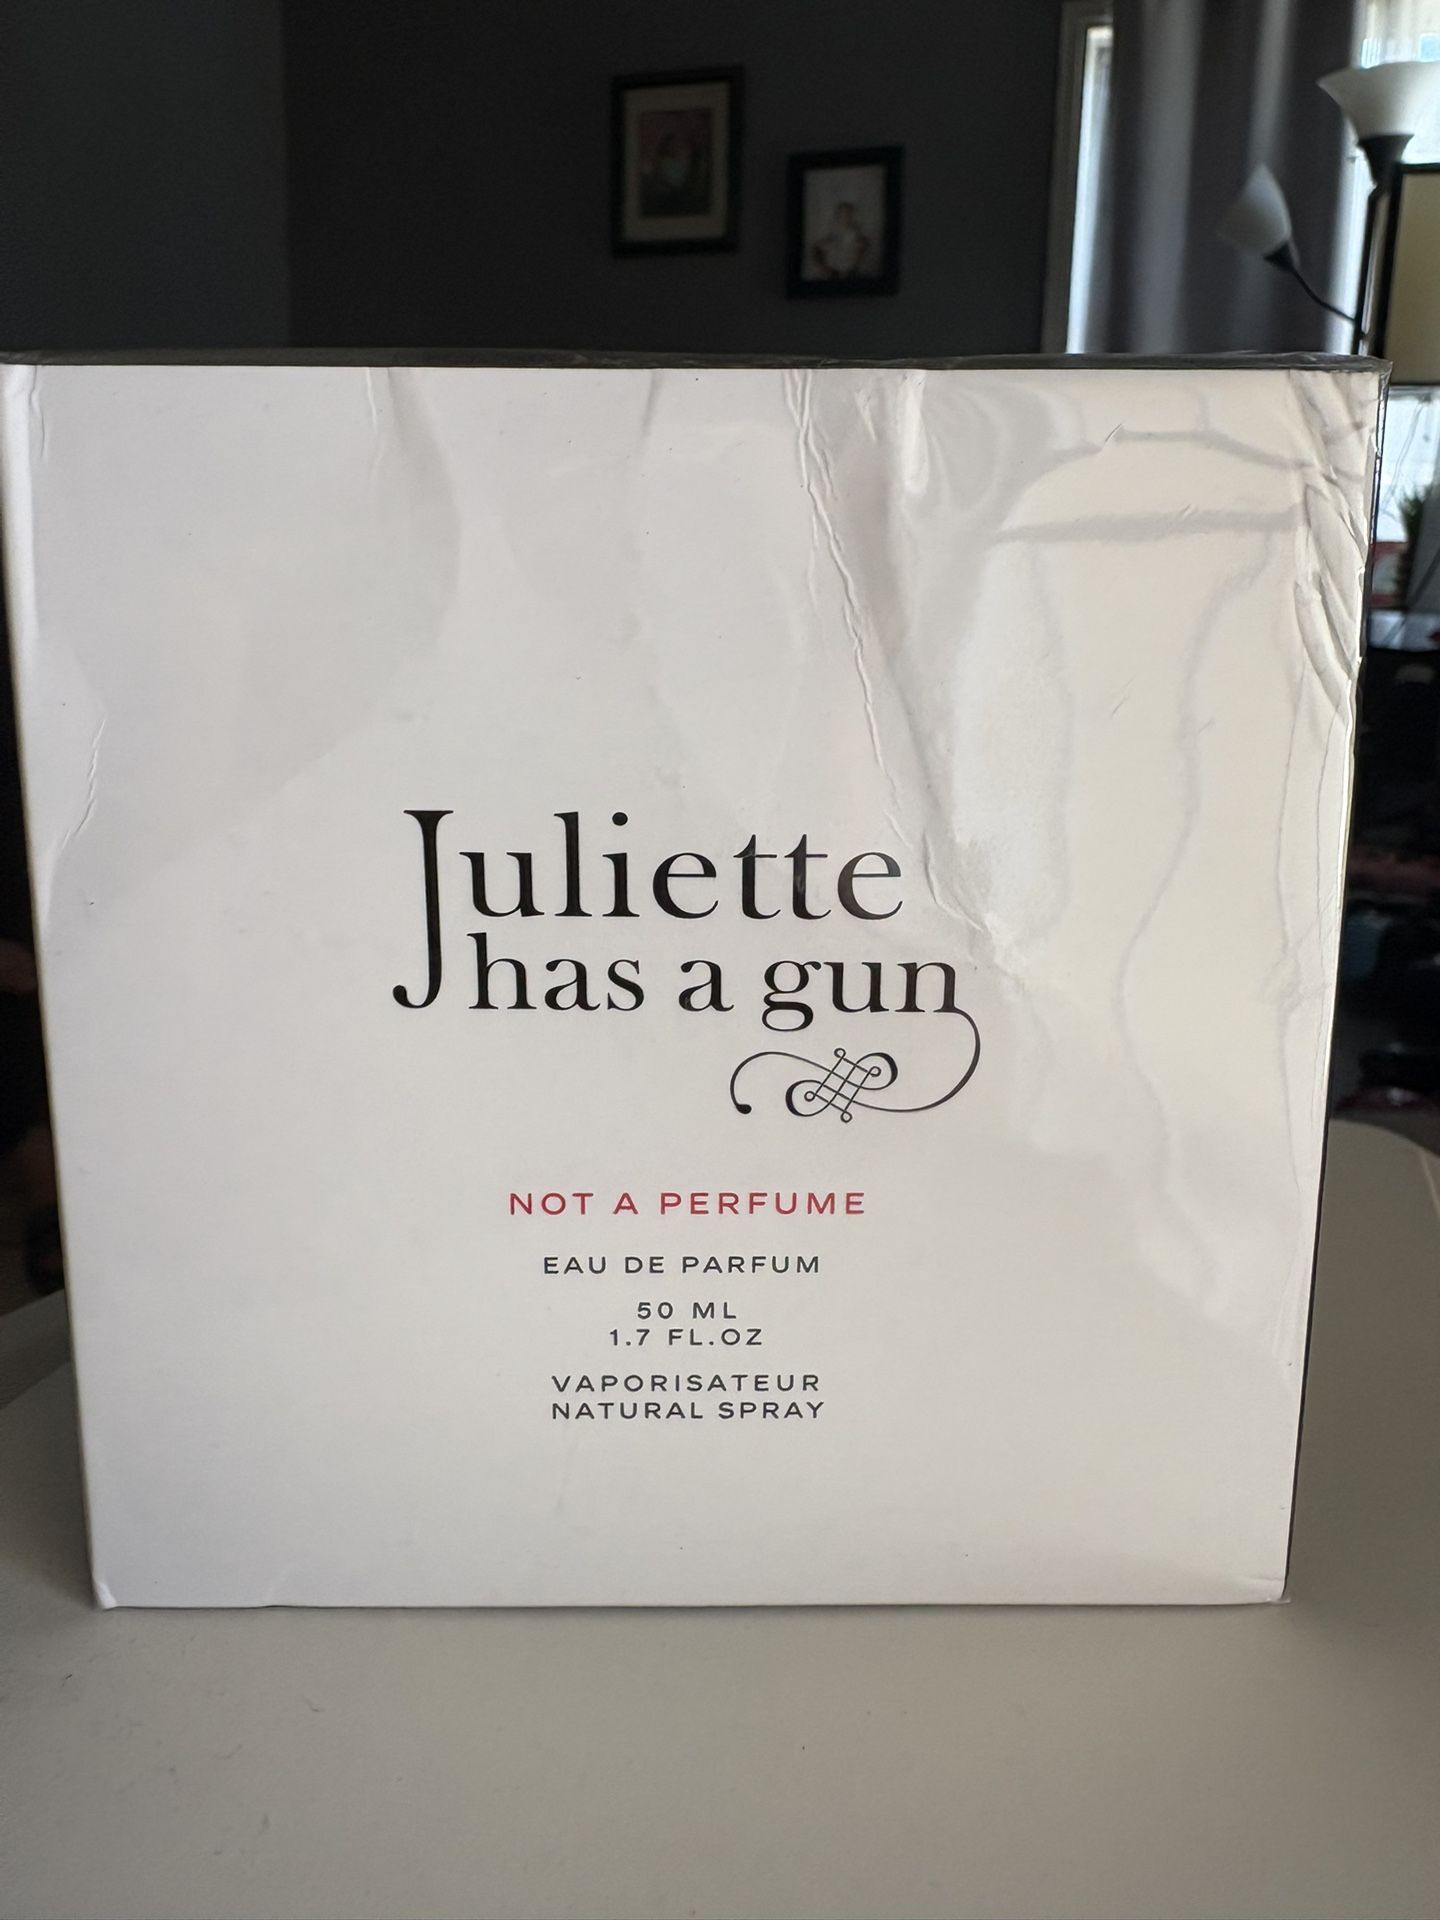 Juliette
has a gun
NOT A PERFUME
EAU DE PARFUM
50 ML
1.7 FL.OZ
VAPORISATEUR
NATURAL SPRAY